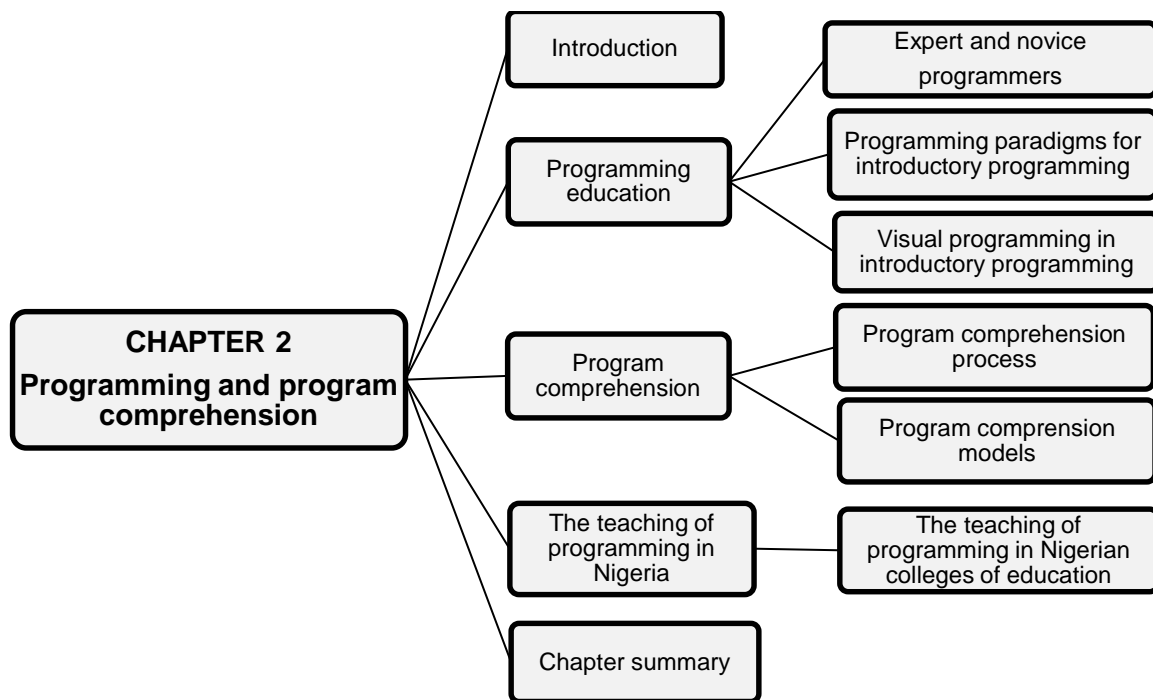 Introduction
Expert and novice
programmers
Programming
education
Programming paradigms for
introductory programming
Visual programming in
introductory programming
CHAPTER 2
Programming and program
comprehension
Program
comprehension
Program comprehension
process
Program comprension
models
The teaching of
programming in
Nigeria
The teaching of
programming in Nigerian
colleges of education
Chapter summary